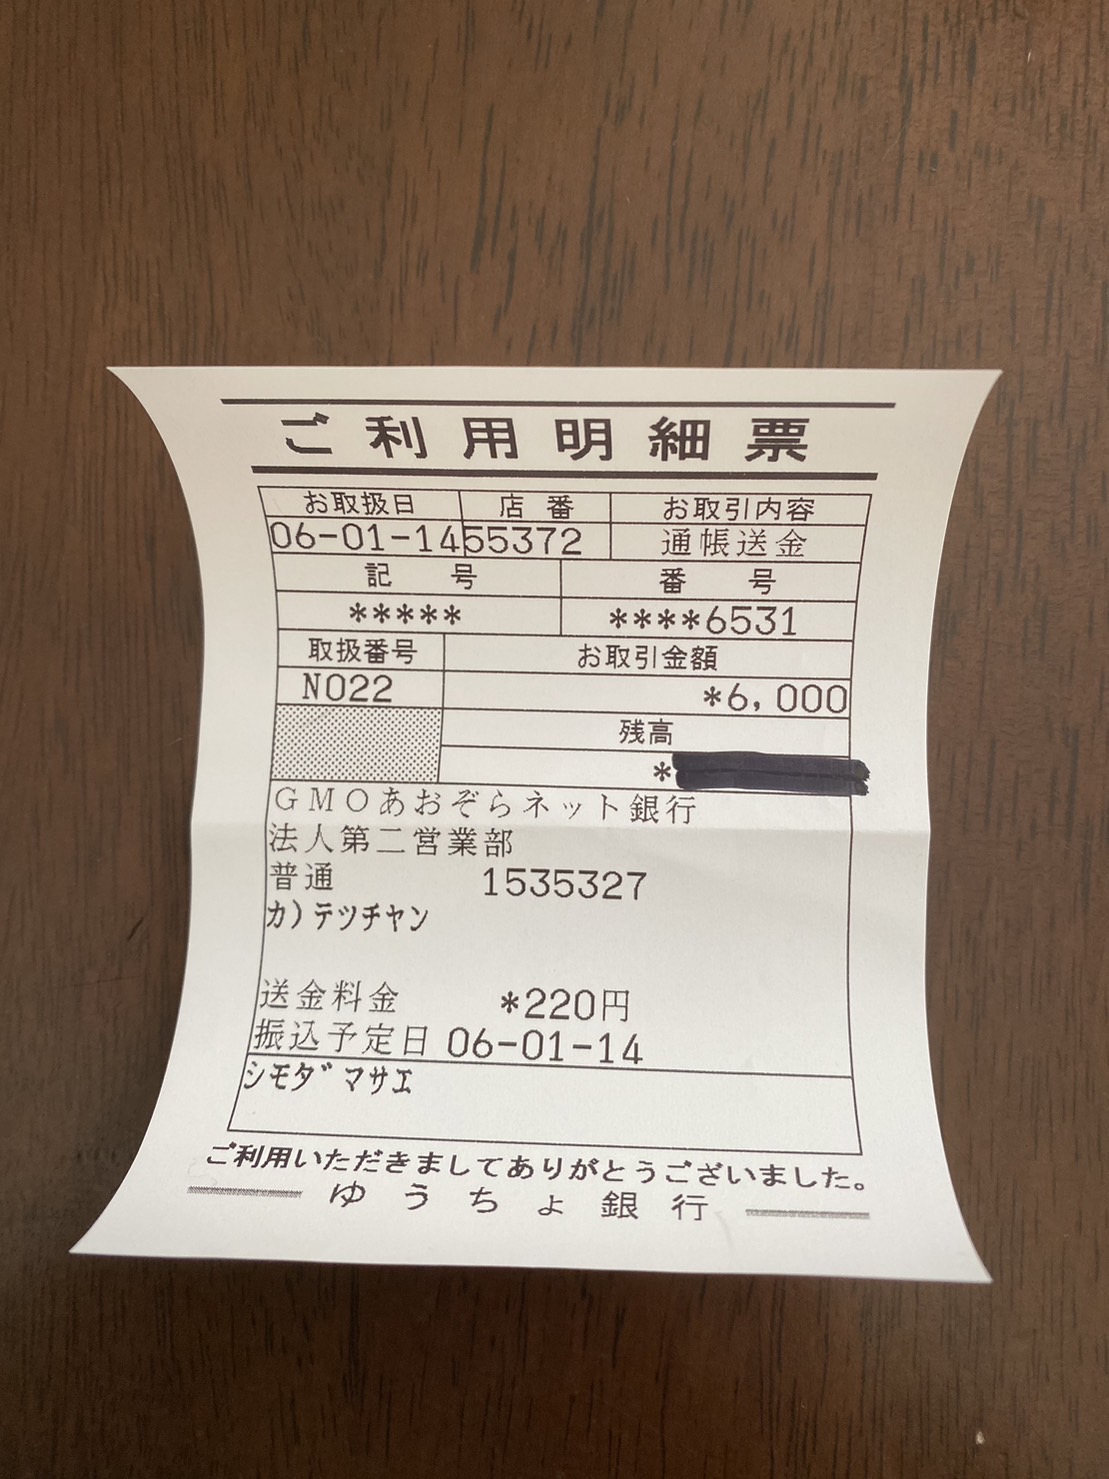 ご利用明細票
お取扱日 店番 お取引内容
06-01-14 55372 通帳送金
記号 番号
***** ****6531
取扱番号 お取引金額
N022 *6,000
残高
*
GMOあおぞらネット銀行
法人第二営業部
普通 1535327
カ)テツチヤン
送金料金 *220円
振込予定日 06-01-14
シモダマサエ
ご利用いただきましてありがとうございました。
ゆうちょ銀行